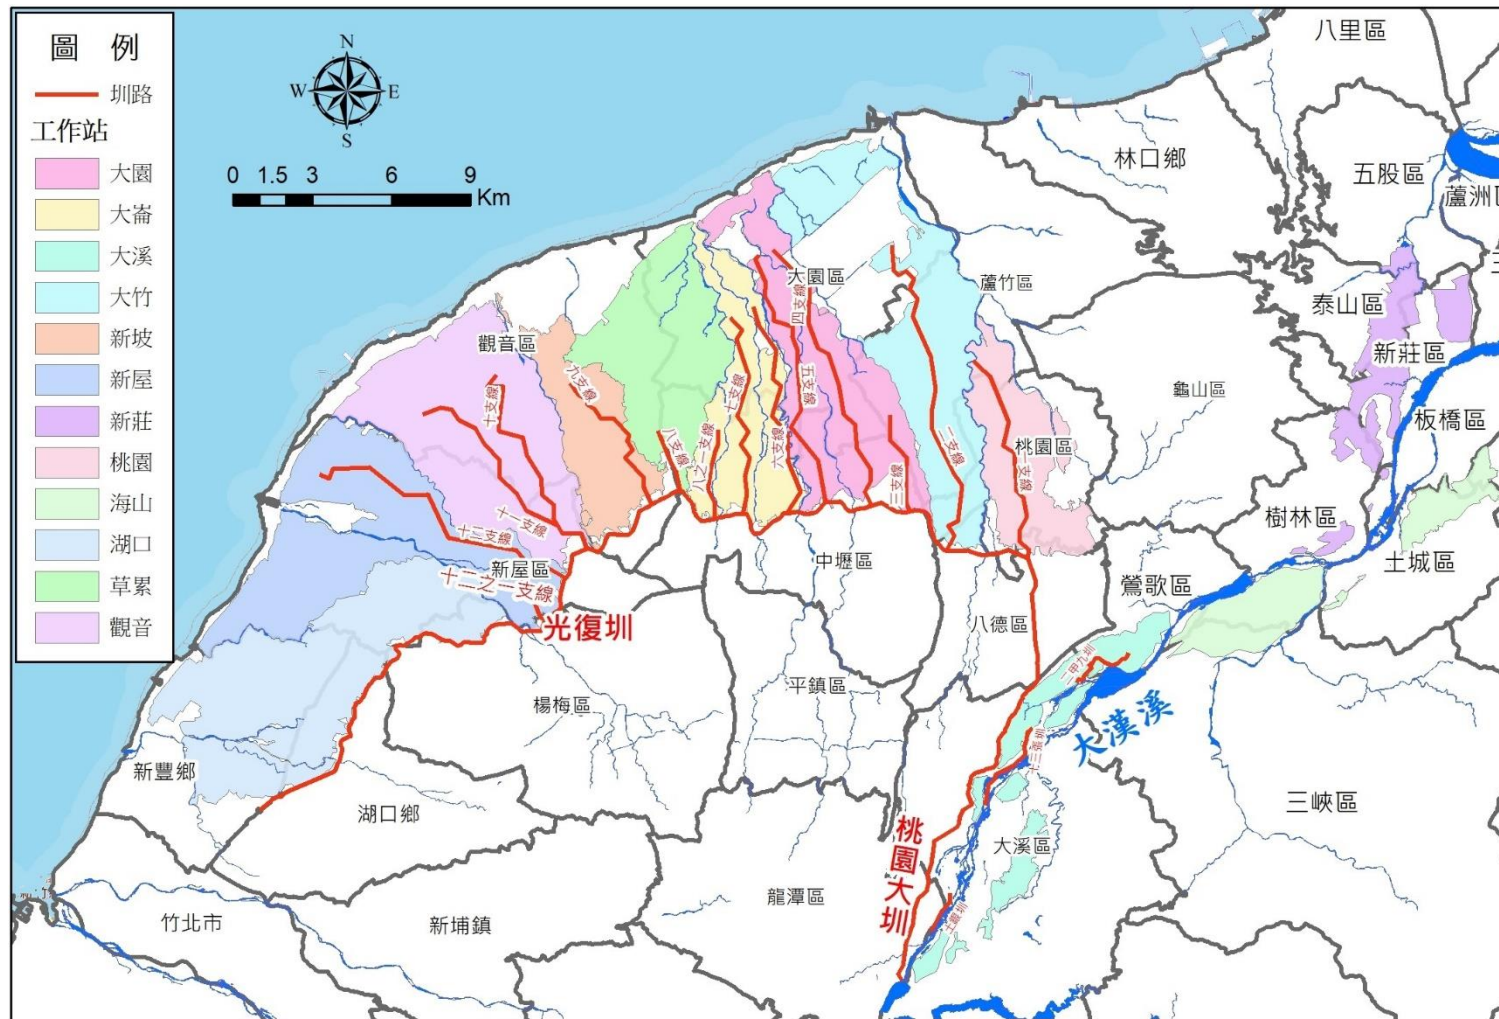 圖 例
圳路
工作站
大園
大崙
大溪
大竹
新坡
新屋
新莊
桃園
海山
湖口
草累
觀音
N
W E
S
0 1.5 3 6 9
Km
八里區
林口鄉
五股區
蘆洲
大園區
蘆竹區
泰山區
觀音區
新莊區
龜山區
板橋區
桃園區
樹林區
土城區
四支線
五支線
七支線
九支線
十支線
八支線
八之一支線
六支線
三支線
二支線
一支線
十一支線
十二支線
新屋區
十二之一支線
光復圳
中壢區
鶯歌區
八德區
二甲九圳
大漢溪
十三張圳
楊梅區
平鎮區
新豐鄉
湖口鄉
三峽區
桃園大圳
大溪區
龍潭區
竹北市
新埔鎮